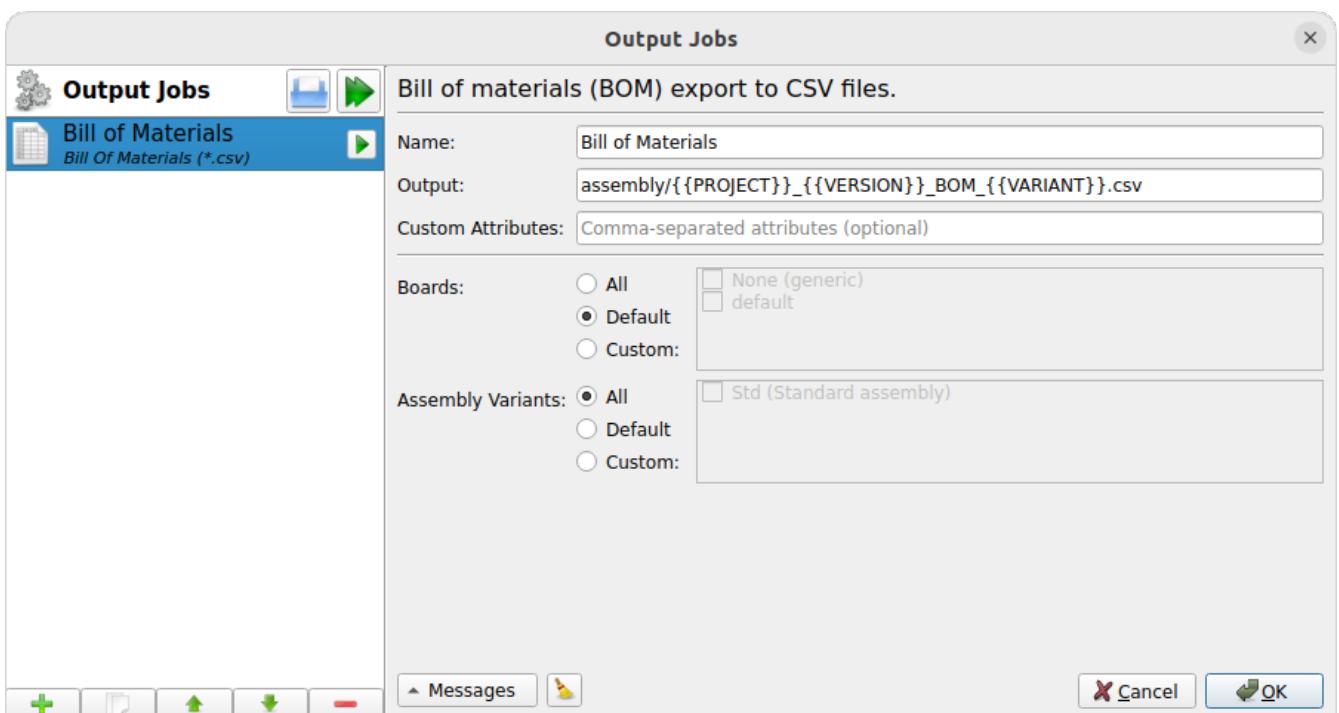 Output Jobs
Output Jobs
Bill of Materials
Bill Of Materials (*.csv)
Bill of materials (BOM) export to CSV files.
Name: Bill of Materials
Output: assembly/{{PROJECT}}_{{VERSION}}_BOM_{{VARIANT}}.csv
Custom Attributes: Comma-separated attributes (optional)
Boards:
All
Default
Custom:
None (generic)
default
Assembly Variants:
All
Default
Custom:
Std (Standard assembly)
Messages
Cancel
OK